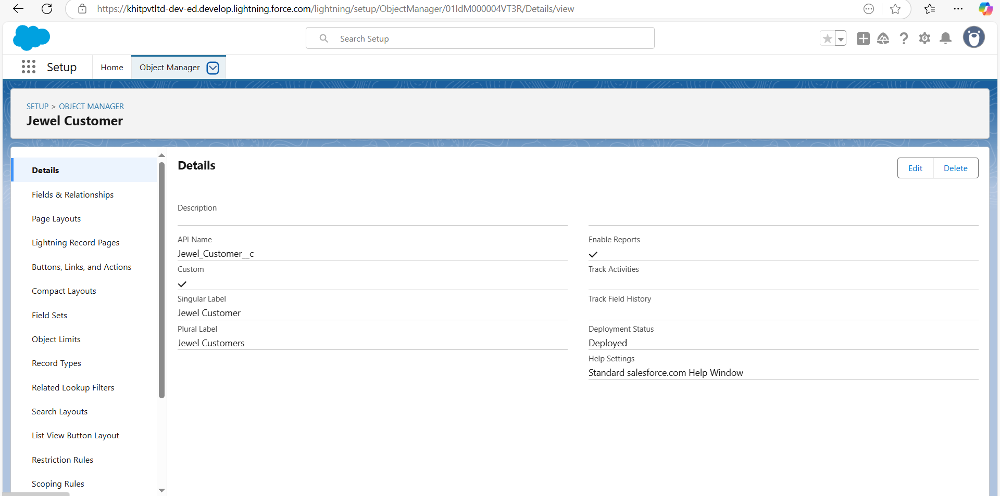 https://khitpvtltd-dev-ed.develop.lightning.force.com/lightning/setup/ObjectManager/01IdM000004VT3R/Details/view
Search Setup
Setup
Home
Object Manager
SETUP > OBJECT MANAGER
Jewel Customer
Details
Fields & Relationships
Page Layouts
Lightning Record Pages
Buttons, Links, and Actions
Compact Layouts
Field Sets
Object Limits
Record Types
Related Lookup Filters
Search Layouts
List View Button Layout
Restriction Rules
Scoping Rules
Details
Edit
Delete
Description
API Name
Jewel_Customer__c
Custom
Singular Label
Jewel Customer
Plural Label
Jewel Customers
Enable Reports
Track Activities
Track Field History
Deployment Status
Deployed
Help Settings
Standard salesforce.com Help Window